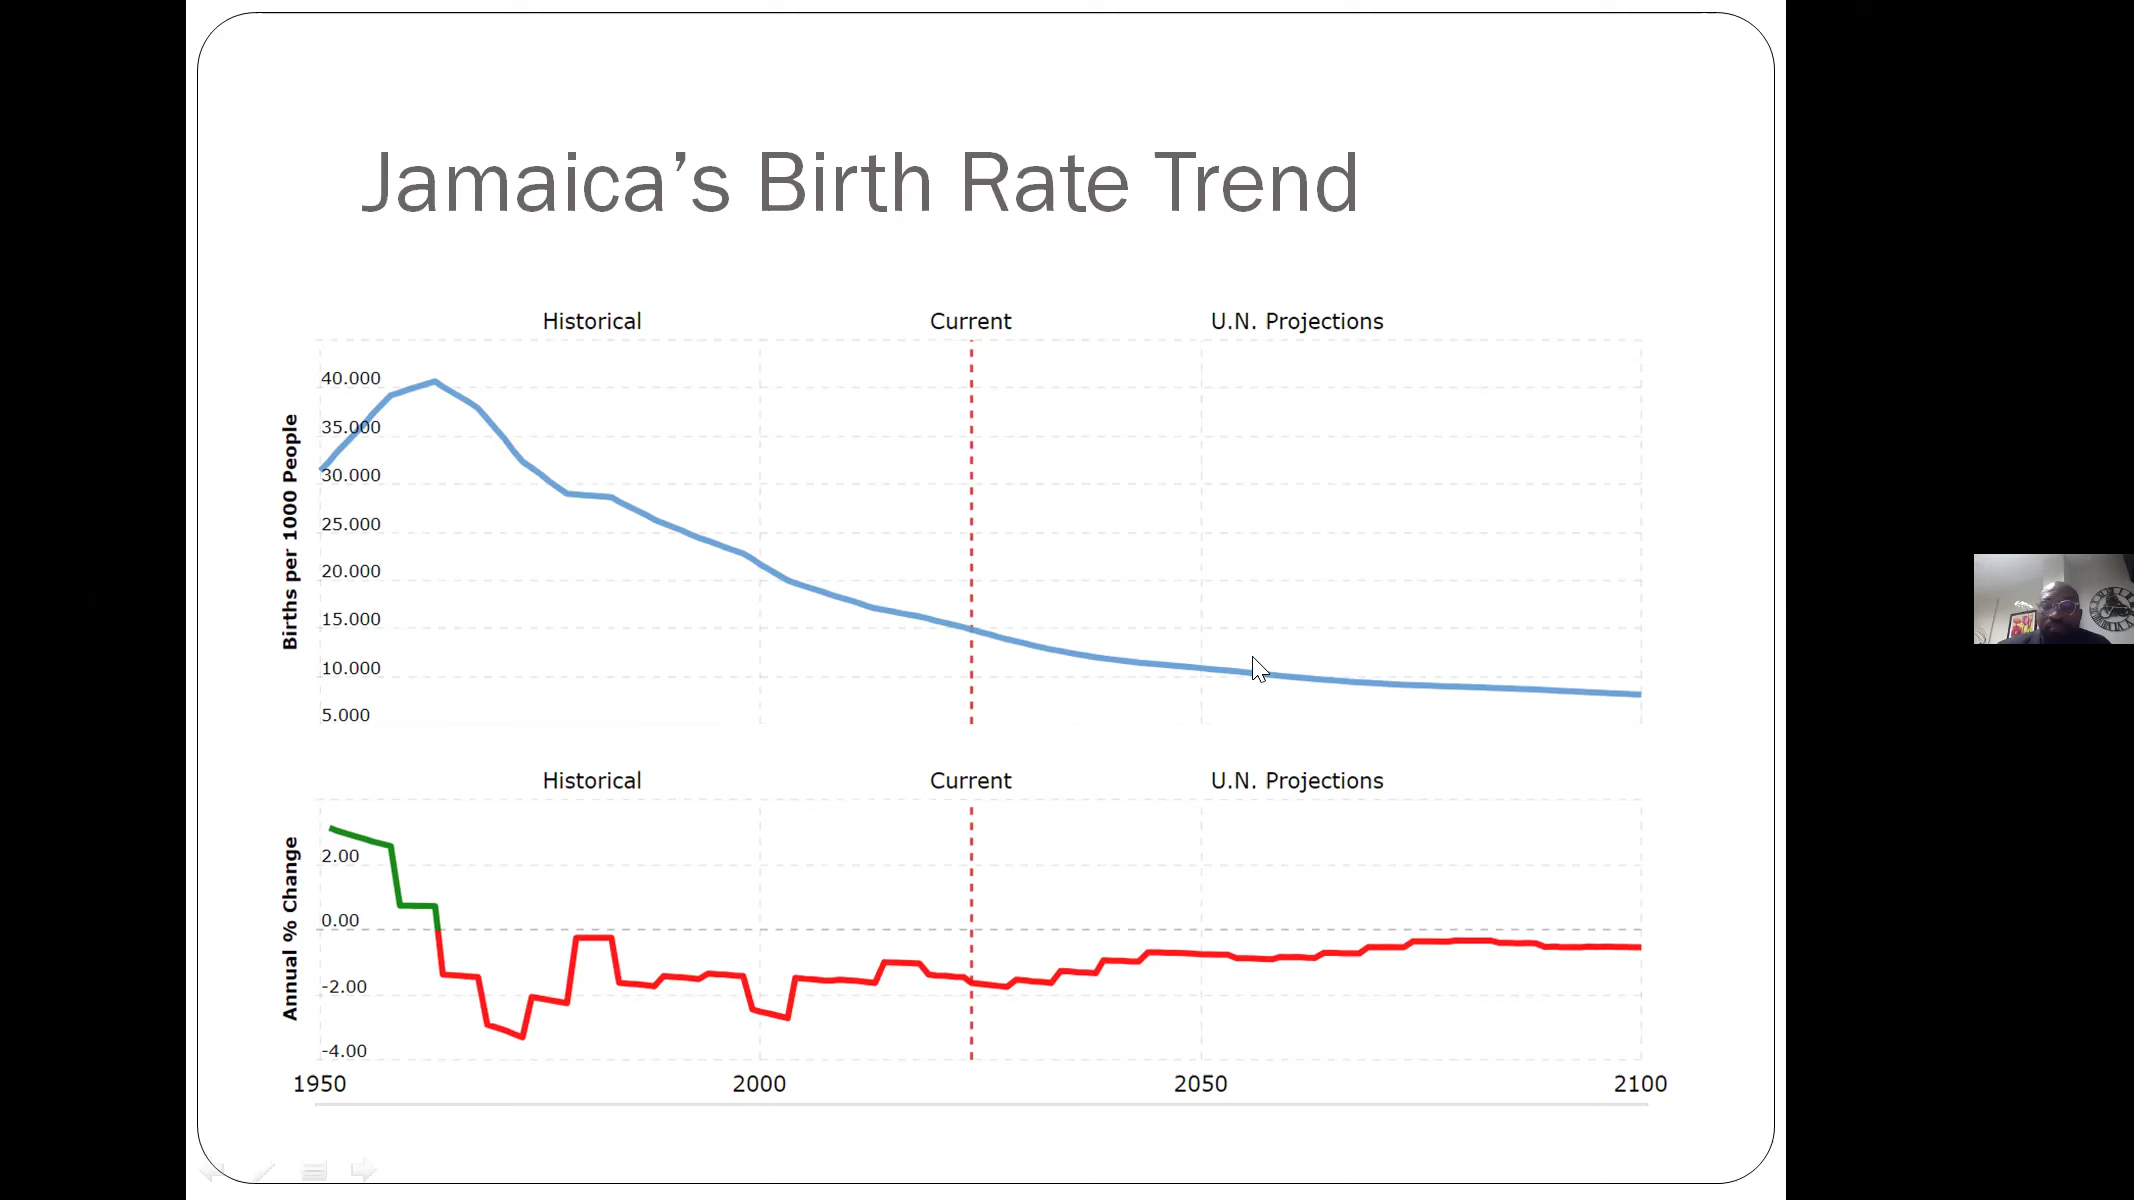 Jamaica’s Birth Rate Trend
Historical Current U.N. Projections
Births per 1000 People
40.000
35.000
30.000
25.000
20.000
15.000
10.000
5.000
Historical Current U.N. Projections
Annual % Change
2.00
0.00
-2.00
-4.00
1950 2000 2050 2100